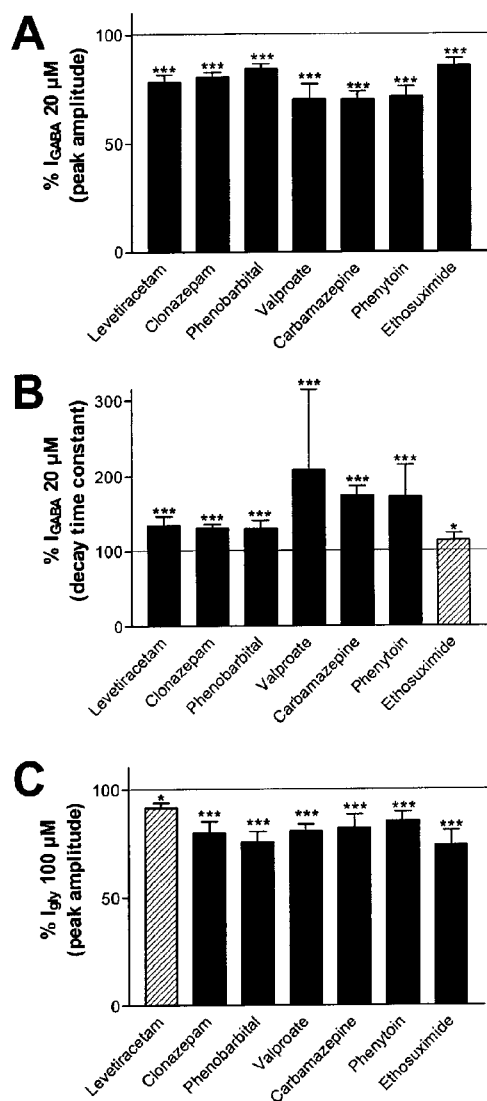 A
% I_GABA 20 µM
(peak amplitude)
100
50
0
*** *** *** *** *** *** ***
Levetiracetam
Clonazepam
Phenobarbital
Valproate
Carbamazepine
Phenytoin
Ethosuximide
B
% I_GABA 20 µM
(decay time constant)
300
200
100
0
*** *** *** *** *** *** *
Levetiracetam
Clonazepam
Phenobarbital
Valproate
Carbamazepine
Phenytoin
Ethosuximide
C
% I_gly 100 µM
(peak amplitude)
100
50
0
* *** *** *** *** *** ***
Levetiracetam
Clonazepam
Phenobarbital
Valproate
Carbamazepine
Phenytoin
Ethosuximide